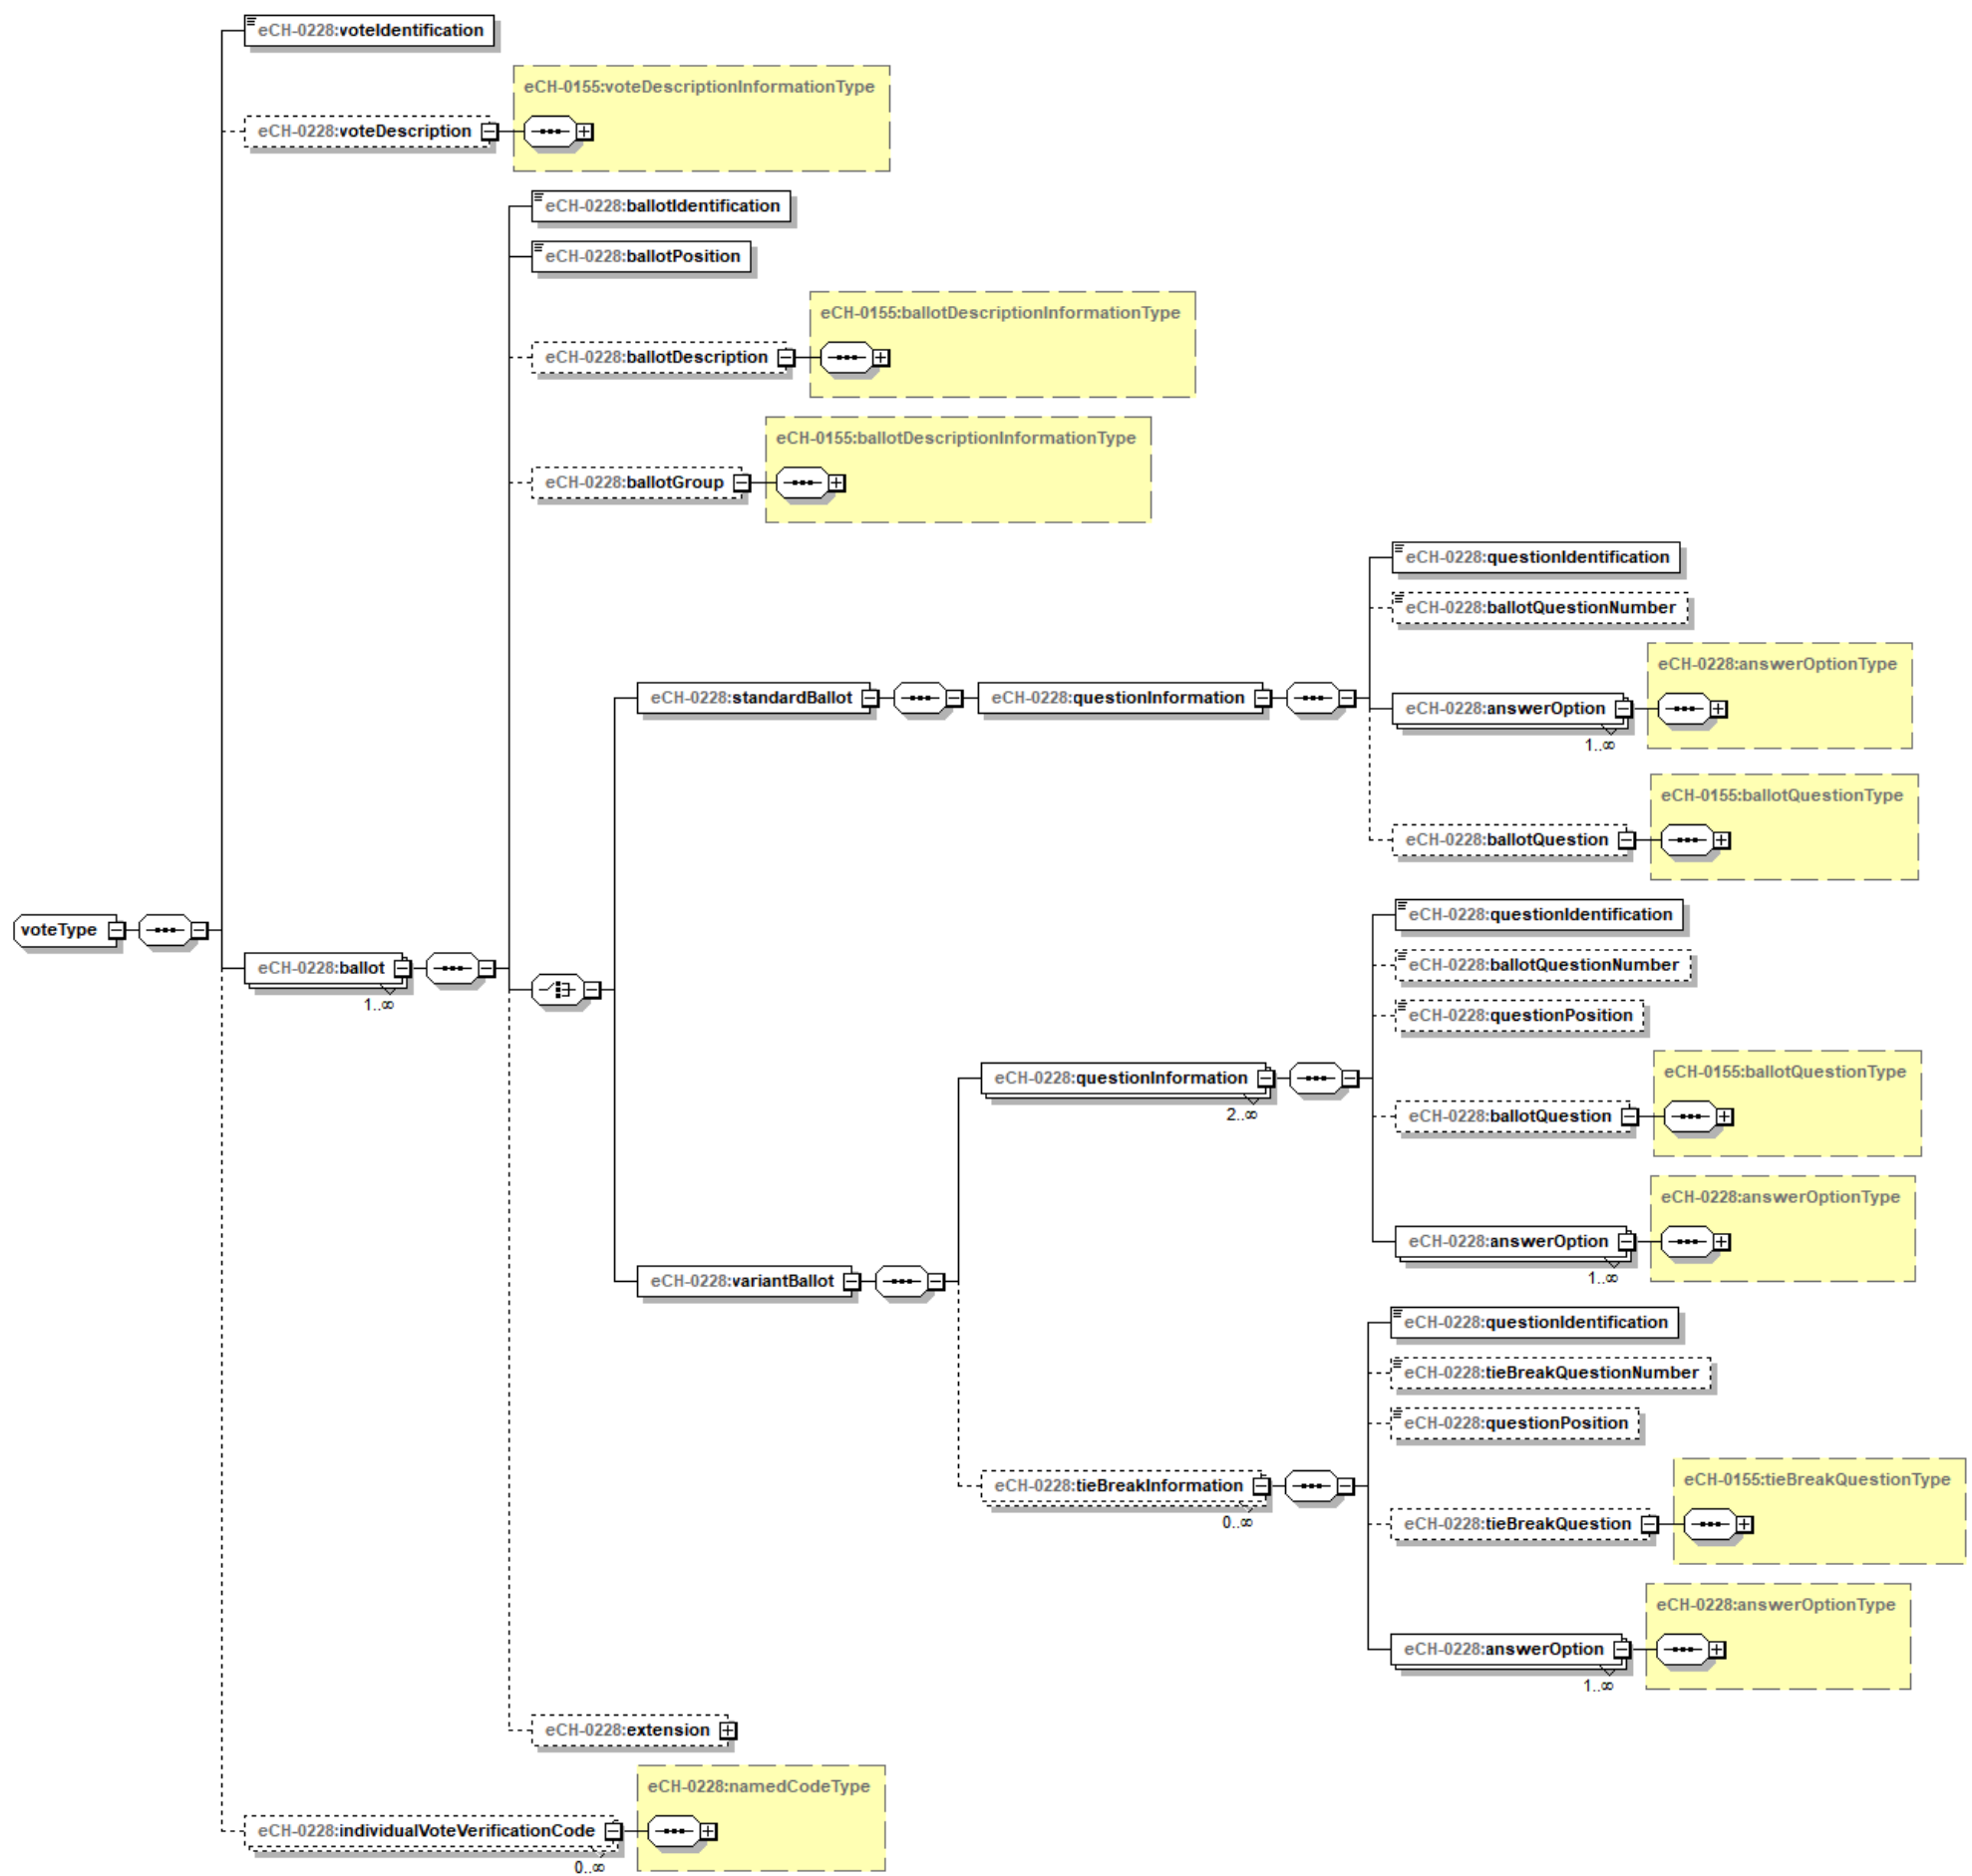 eCH-0228:voteIdentification
eCH-0155:voteDescriptionInformationType
eCH-0228:voteDescription
eCH-0228:ballotIdentification
eCH-0228:ballotPosition
eCH-0155:ballotDescriptionInformationType
eCH-0228:ballotDescription
eCH-0155:ballotDescriptionInformationType
eCH-0228:ballotGroup
eCH-0228:questionIdentification
eCH-0228:ballotQuestionNumber
eCH-0228:answerOptionType
eCH-0228:standardBallot
eCH-0228:questionInformation
eCH-0228:answerOption
1..∞
eCH-0155:ballotQuestionType
eCH-0228:ballotQuestion
voteType
eCH-0228:ballot
1..∞
eCH-0228:questionIdentification
eCH-0228:ballotQuestionNumber
eCH-0228:questionPosition
eCH-0228:questionInformation
2..∞
eCH-0155:ballotQuestionType
eCH-0228:ballotQuestion
eCH-0228:answerOptionType
eCH-0228:answerOption
1..∞
eCH-0228:variantBallot
eCH-0228:questionIdentification
eCH-0228:tieBreakQuestionNumber
eCH-0228:questionPosition
eCH-0228:tieBreakInformation
0..∞
eCH-0155:tieBreakQuestionType
eCH-0228:tieBreakQuestion
eCH-0228:answerOptionType
eCH-0228:answerOption
1..∞
eCH-0228:extension
eCH-0228:namedCodeType
eCH-0228:individualVoteVerificationCode
0..∞